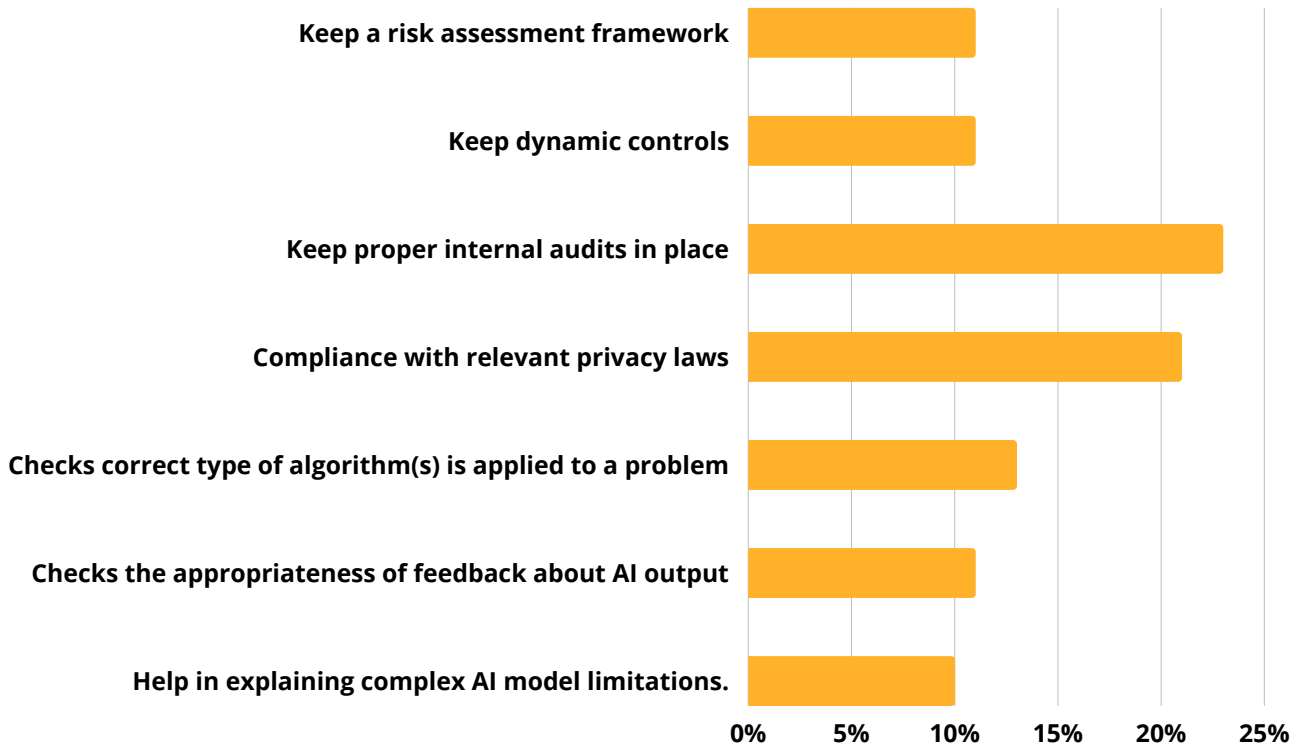 Keep a risk assessment framework
Keep dynamic controls
Keep proper internal audits in place
Compliance with relevant privacy laws
Checks correct type of algorithm(s) is applied to a problem
Checks the appropriateness of feedback about AI output
Help in explaining complex AI model limitations.
0% 5% 10% 15% 20% 25%